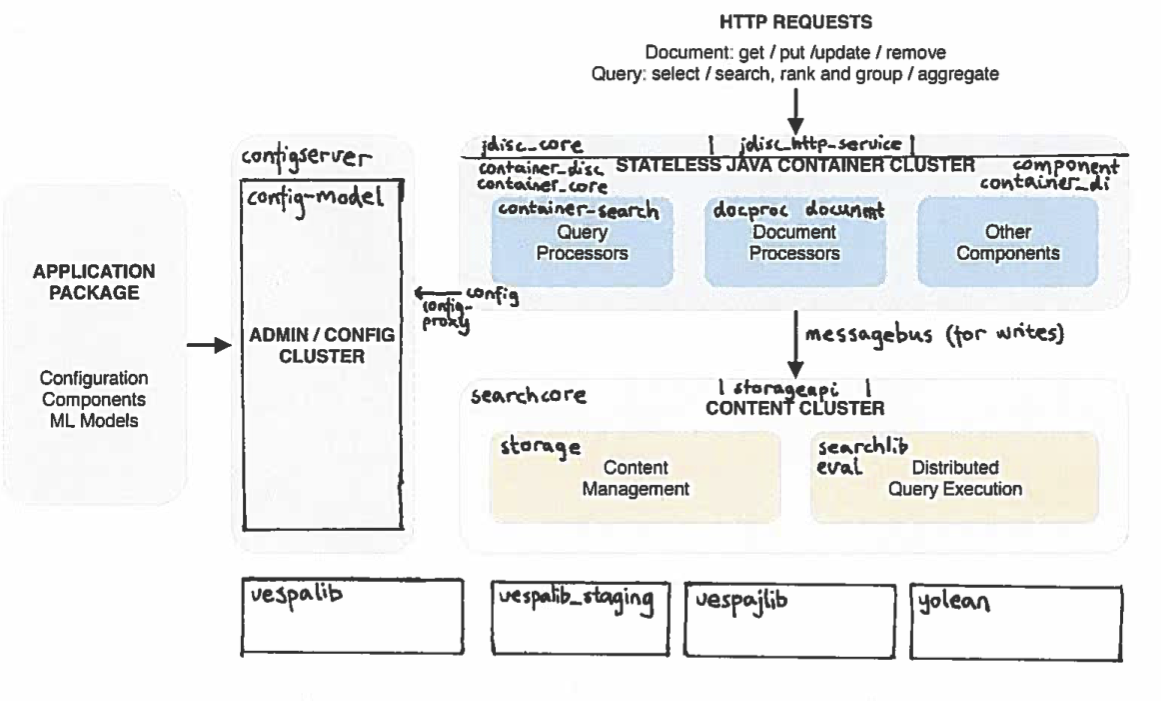 HTTP REQUESTS
Document: get / put /update / remove
Query: select / search, rank and group / aggregate
APPLICATION
PACKAGE
Configuration
Components
ML Models
configserver
config-model
ADMIN / CONFIG
CLUSTER
config
config-
proxy
jdisc_core | jdisc_http-service |
STATELESS JAVA CONTAINER CLUSTER
container_disc
container_core
component
container_di
container-search
Query
Processors
docproc documnt
Document
Processors
Other
Components
messagebus (for writes)
searchcore
| storageapi |
CONTENT CLUSTER
storage
Content
Management
searchlib
eval
Distributed
Query Execution
vespalib
vespalib_staging
vespajlib
yolean